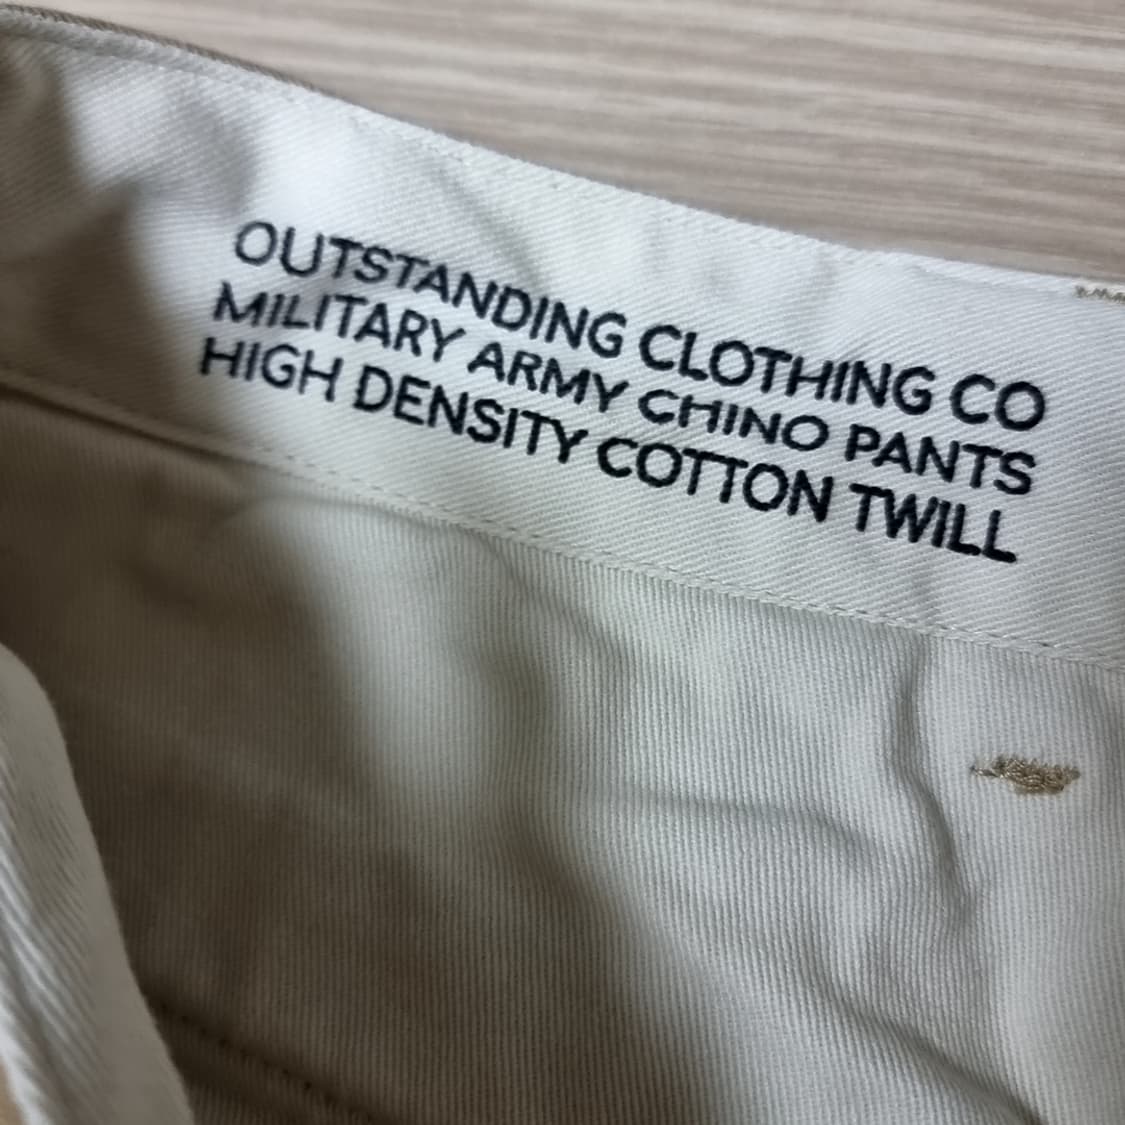 OUTSTANDING CLOTHING CO
MILITARY ARMY CHINO PANTS
HIGH DENSITY COTTON TWILL